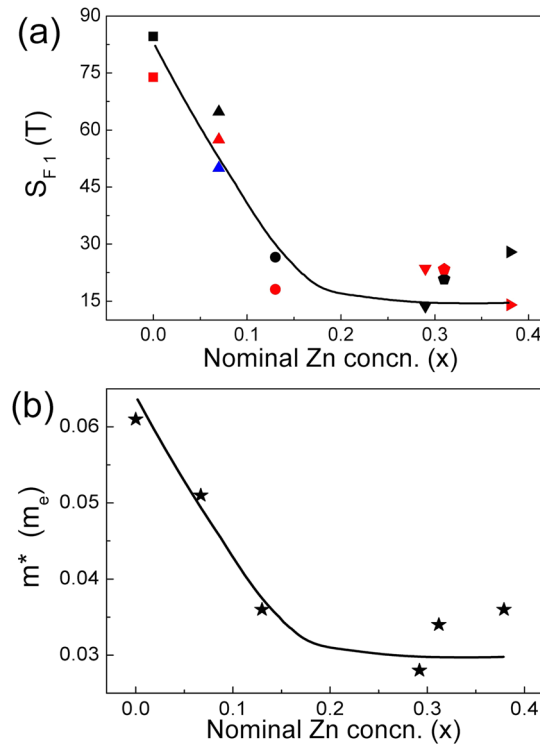 (a)
S_F1 (T)
90
75
60
45
30
15
0.0 0.1 0.2 0.3 0.4
Nominal Zn concn. (x)
(b)
m* (m_e)
0.06
0.05
0.04
0.03
0.0 0.1 0.2 0.3 0.4
Nominal Zn concn. (x)